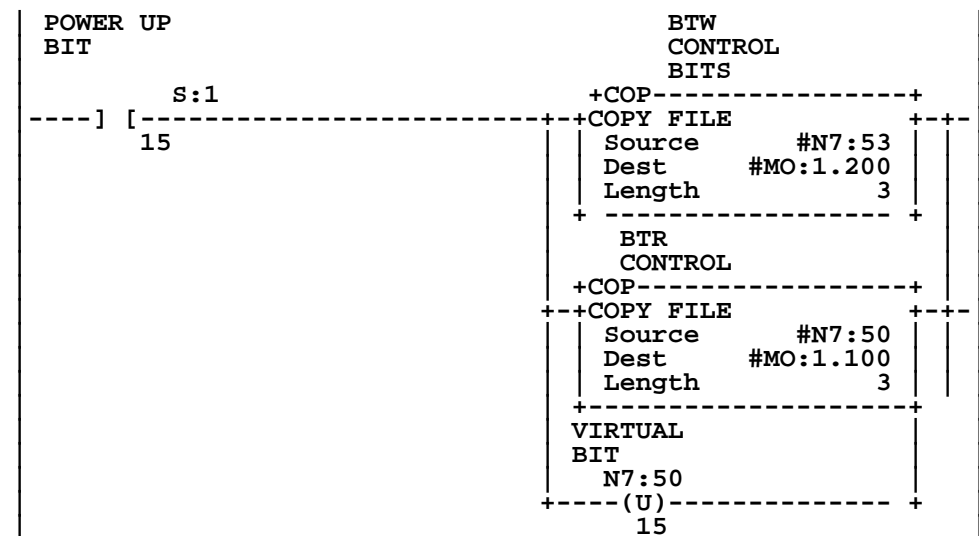 POWER UP BTW
BIT CONTROL
BITS
S:1 +COP-----------------+
----] [--------------------------+-+COPY FILE +-+-
15 Source #N7:53
Dest #MO:1.200
Length 3
+ ------------------ +
BTR
CONTROL
+COP-----------------+
+-+COPY FILE +-+-
Source #N7:50
Dest #MO:1.100
Length 3
+---------------------+
VIRTUAL
BIT
N7:50
+----(U)-------------- +
15